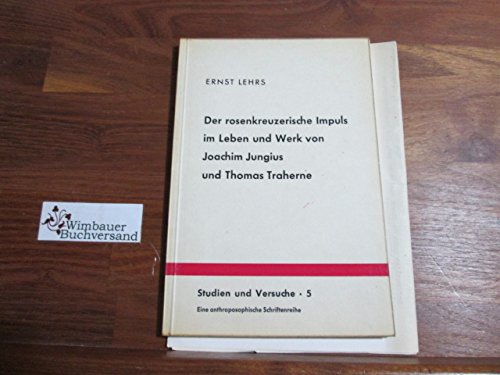 ERNST LEHRS
Der rosenkreuzerische Impuls
im Leben und Werk von
Joachim Jungius
und Thomas Traherne
Wimbauer
Buchversand
Studien und Versuche • 5
Eine anthroposophische Schriftenreihe